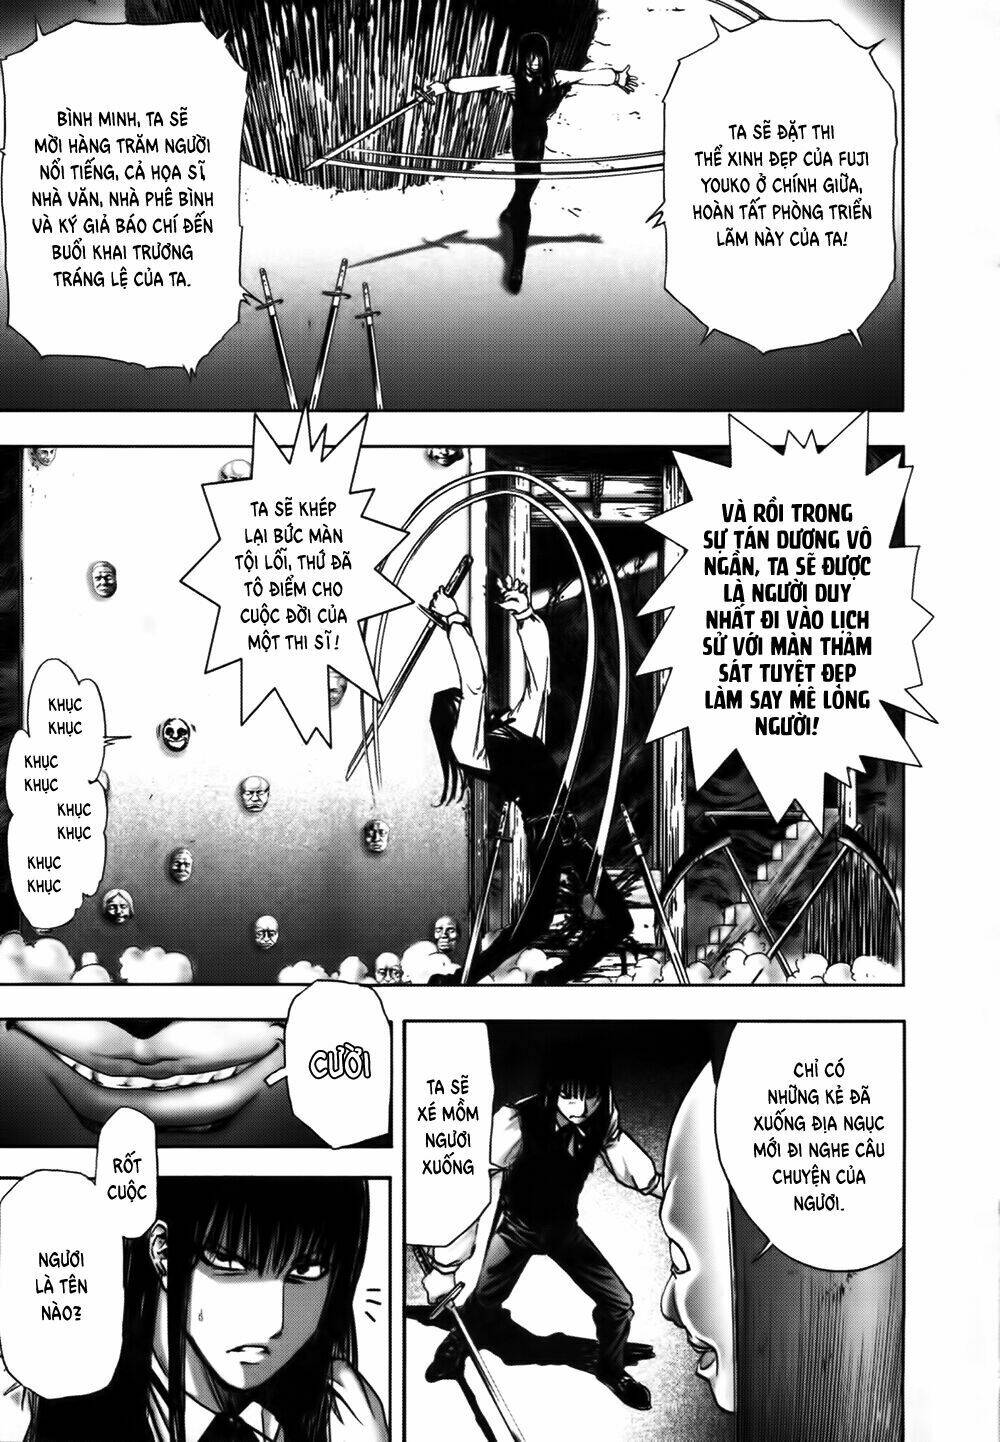 TA SẼ ĐẶT THI
THỂ XINH ĐẸP CỦA FUJI
YOUKO Ở CHÍNH GIỮA,
HOÀN TẤT PHÒNG TRIỂN
LÃM NÀY CỦA TA!
BÌNH MINH, TA SẼ
MỜI HÀNG TRĂM NGƯỜI
NỔI TIẾNG, CẢ HỌA SĨ,
NHÀ VĂN, NHÀ PHÊ BÌNH
VÀ KÝ GIẢ BÁO CHÍ ĐẾN
BUỔI KHAI TRƯƠNG
TRÁNG LỆ CỦA TA.
VÀ RỒI TRONG
SỰ TÁN DƯƠNG VÔ
NGẦN, TA SẼ ĐƯỢC
LÀ NGƯỜI DUY
NHẤT ĐI VÀO LỊCH
SỬ VỚI MÀN THẢM
SÁT TUYỆT ĐẸP
LÀM SAY MÊ LÒNG
NGƯỜI!
TA SẼ KHÉP
LẠI BỨC MÀN
TỘI LỖI, THỨ ĐÃ
TÔ ĐIỂM CHO
CUỘC ĐỜI CỦA
MỘT THI SĨ!
KHỤC
KHỤC
KHỤC
KHỤC
KHỤC
KHỤC
KHỤC
KHỤC
CHỈ CÓ
NHỮNG KẺ ĐÃ
XUỐNG ĐỊA NGỤC
MỚI ĐI NGHE CÂU
CHUYỆN CỦA
NGƯƠI.
TA SẼ
XÉ MỒM
NGƯƠI
XUỐNG
CƯỜI
RỐT
CUỘC
NGƯƠI
LÀ TÊN
NÀO?